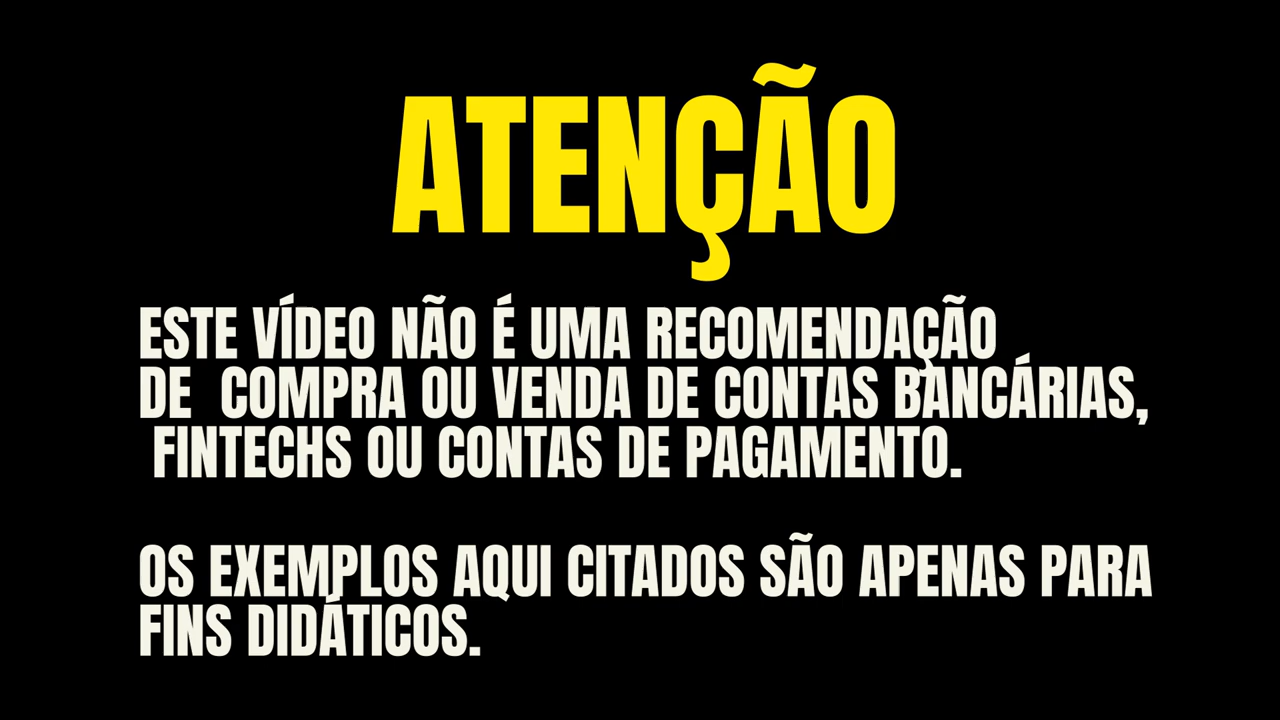 ATENÇÃO
ESTE VÍDEO NÃO É UMA RECOMENDAÇÃO
DE COMPRA OU VENDA DE CONTAS BANCÁRIAS,
FINTECHS OU CONTAS DE PAGAMENTO.
OS EXEMPLOS AQUI CITADOS SÃO APENAS PARA
FINS DIDÁTICOS.